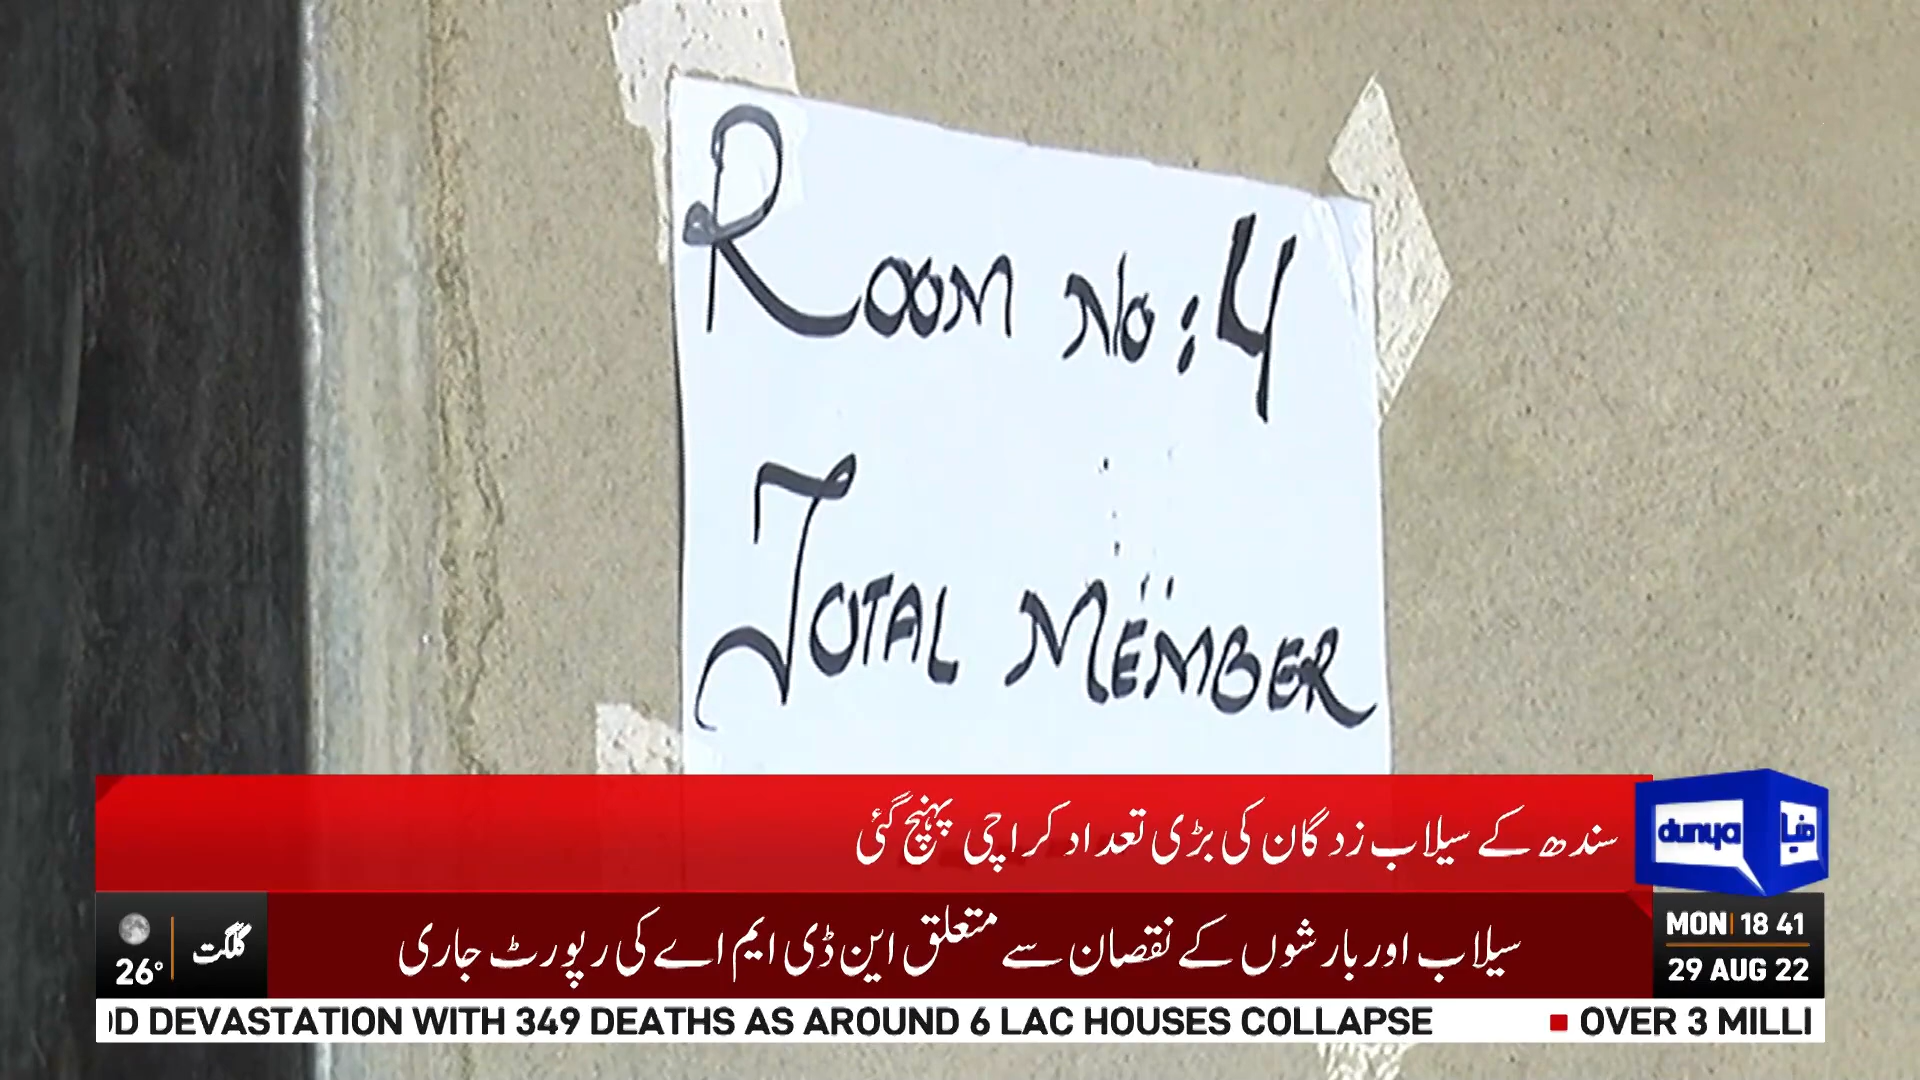 ROOM No: 4
TOTAL MEMBER
سندھ کے سیلاب زدگان کی بڑی تعداد کراچی پہنچ گئی
dunya دنیا
سیلاب اور بارشوں کے نقصان سے متعلق این ڈی ایم اے کی رپورٹ جاری
گلگت
26°
MON 18 41
29 AUG 22
DEVASTATION WITH 349 DEATHS AS AROUND 6 LAC HOUSES COLLAPSE ■ OVER 3 MILLI